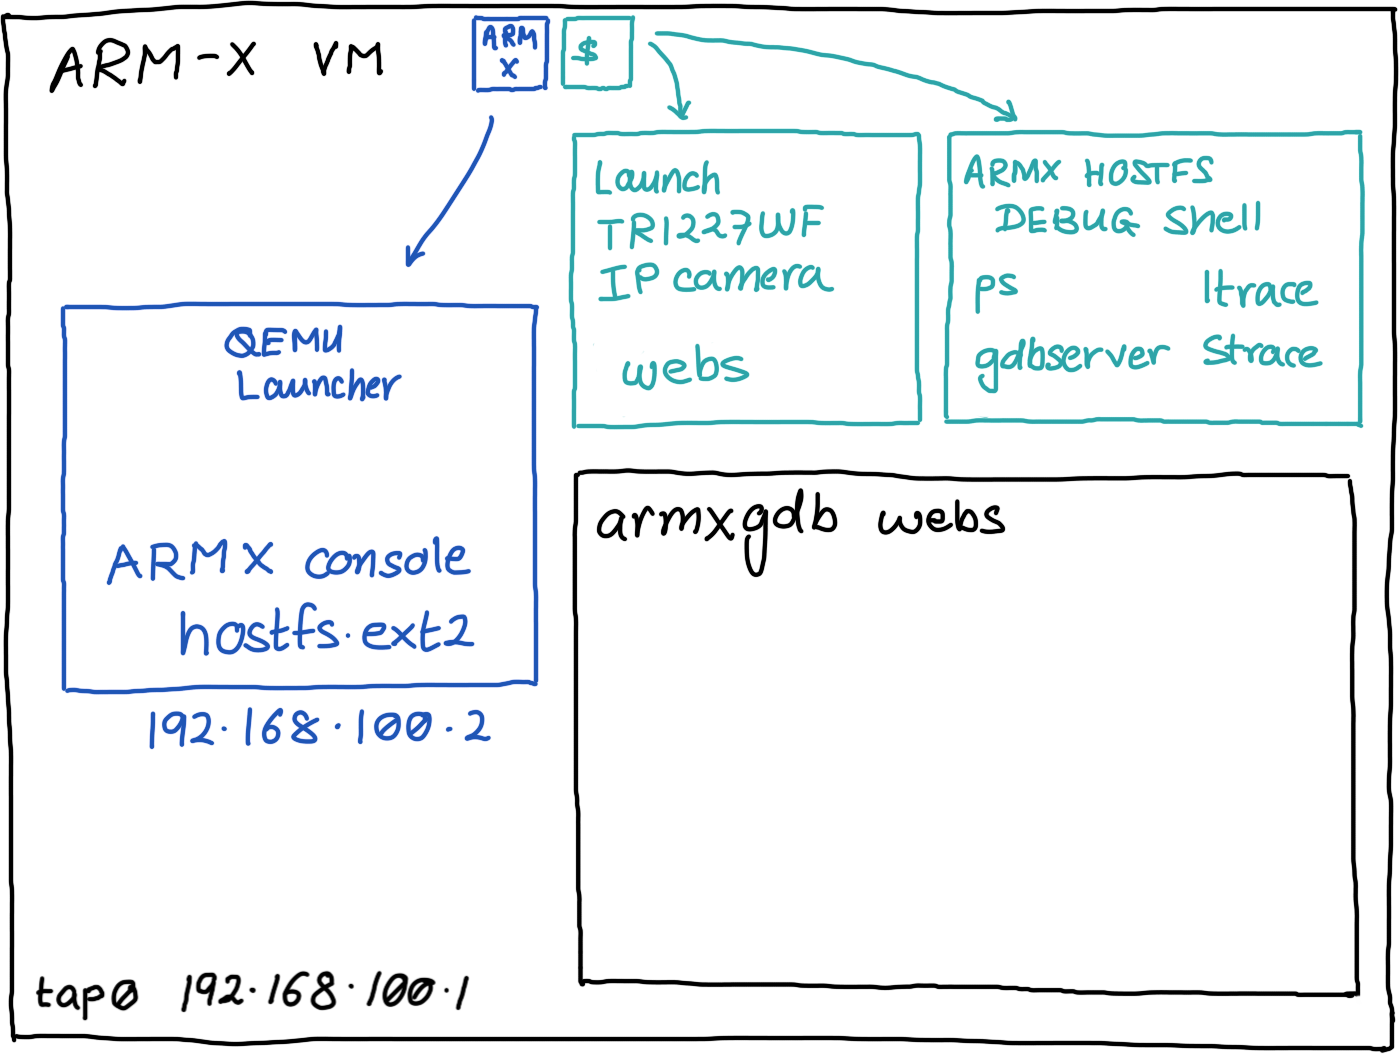 ARM-X VM
ARM
X
$
Launch
TRI227WF
IP camera
webs
ARMX HOSTFS
DEBUG Shell
ps ltrace
gdbserver Strace
QEMU
Launcher
ARMX console
hostfs.ext2
192.168.100.2
armxgdb webs
tap0 192.168.100.1